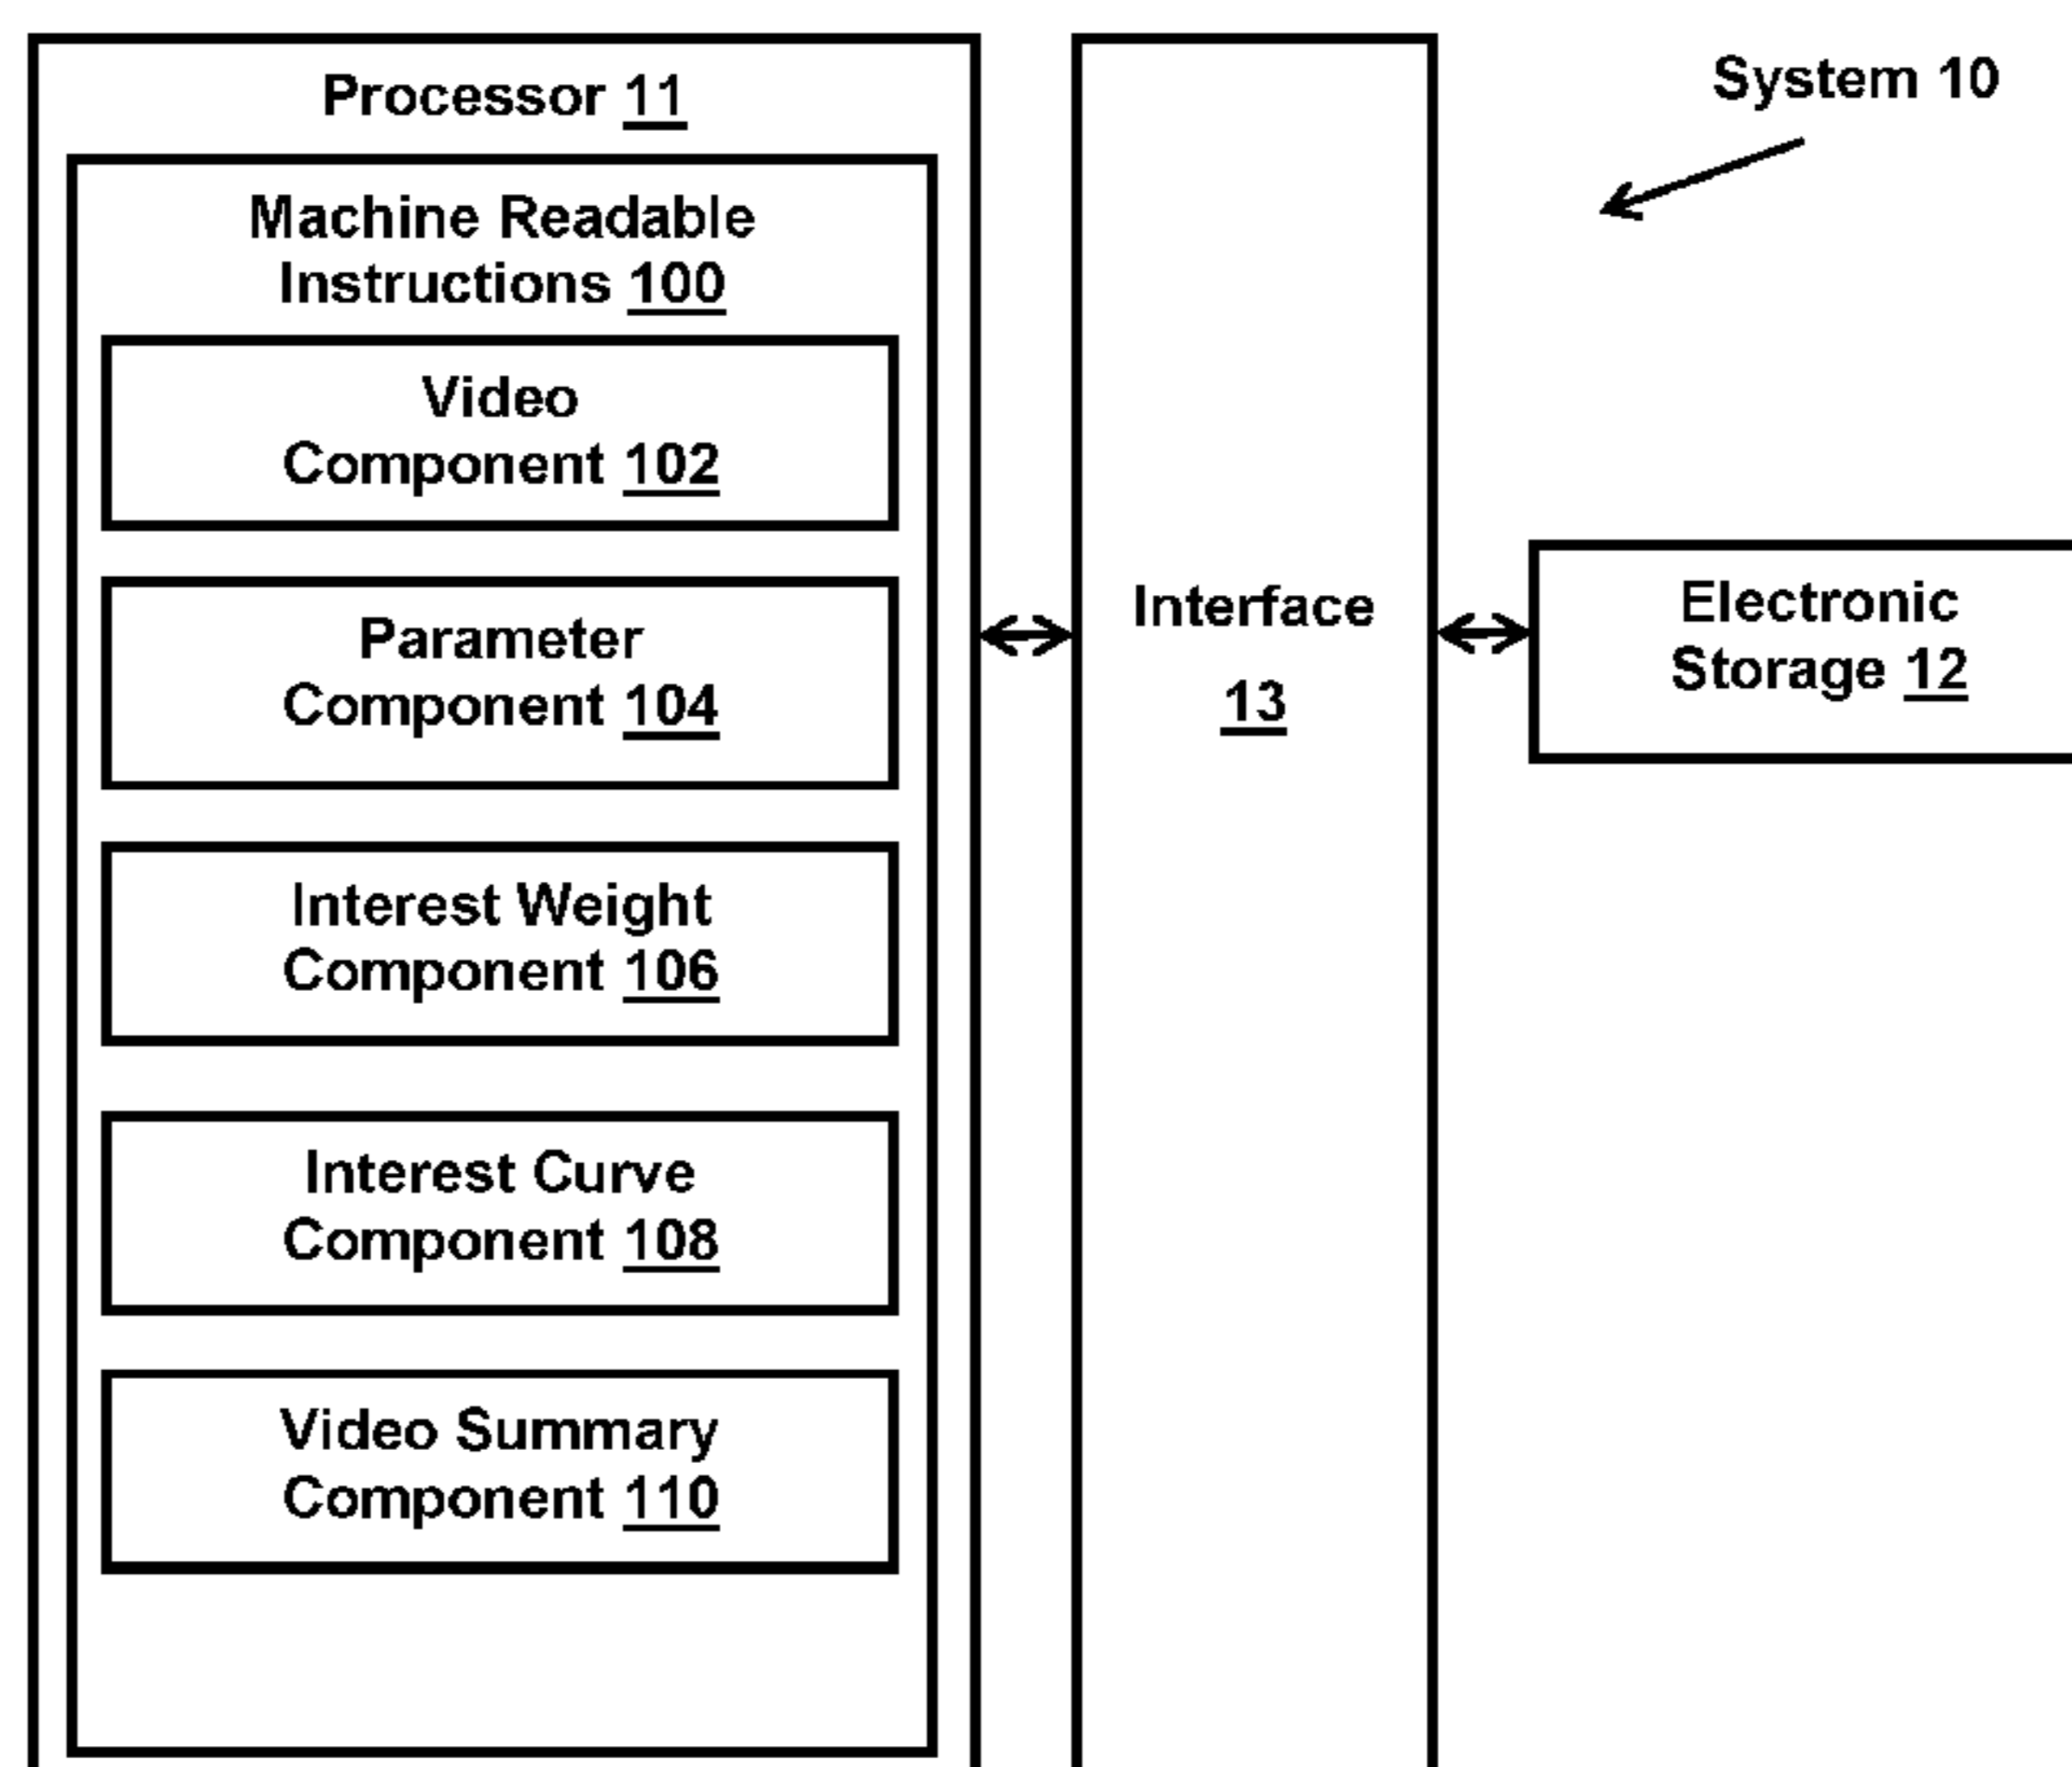 Processor 11
Machine Readable
Instructions 100
Video
Component 102
Parameter
Component 104
Interest Weight
Component 106
Interest Curve
Component 108
Video Summary
Component 110
Interface
13
System 10
Electronic
Storage 12